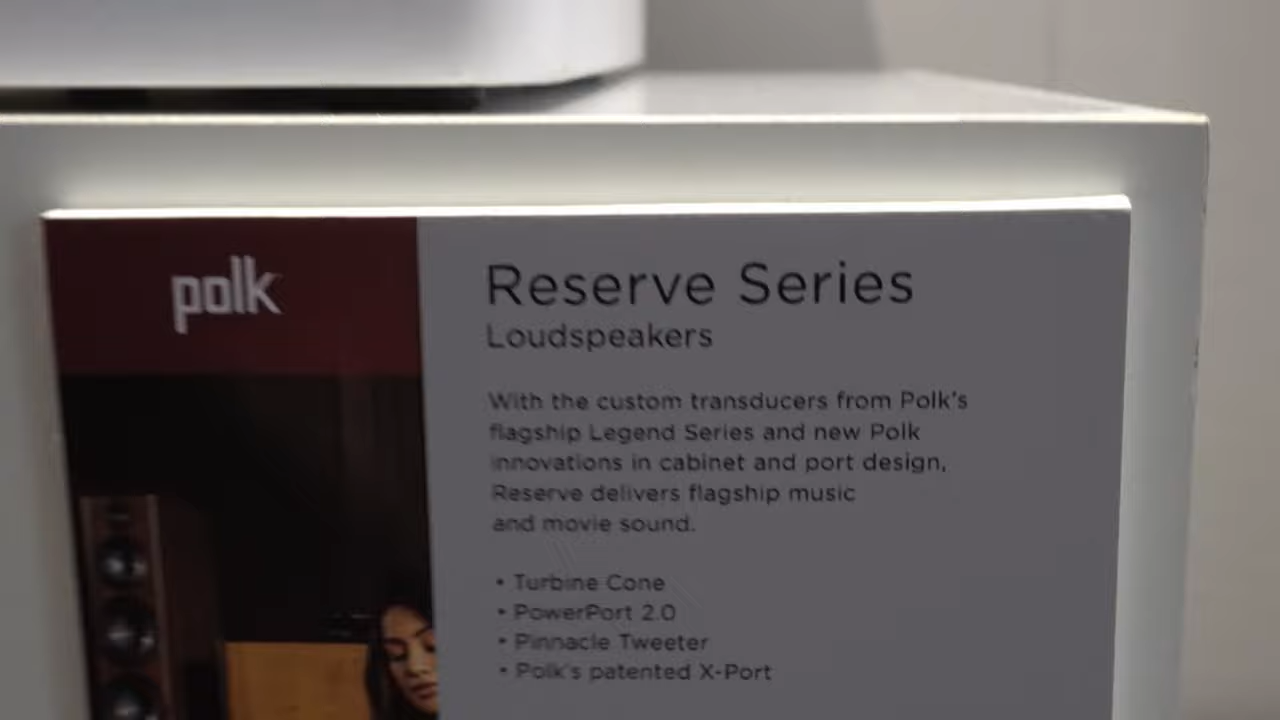 polk
Reserve Series
Loudspeakers
With the custom transducers from Polk's
flagship Legend Series and new Polk
innovations in cabinet and port design,
Reserve delivers flagship music
and movie sound.
• Turbine Cone
• PowerPort 2.0
• Pinnacle Tweeter
• Polk's patented X-Port